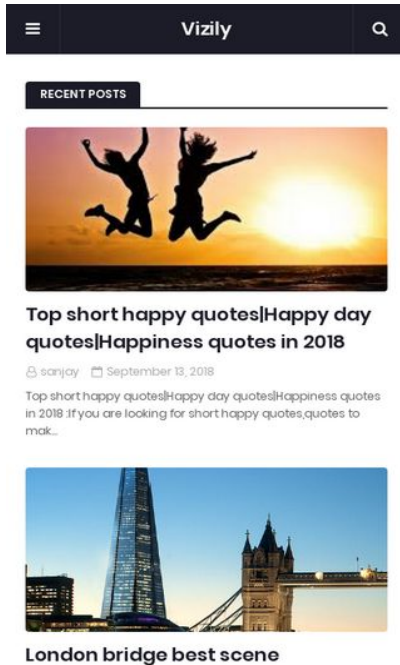 Vizily
RECENT POSTS
Top short happy quotes|Happy day
quotes|Happiness quotes in 2018
sanjay September 13, 2018
Top short happy quotes|Happy day quotes|Happiness quotes
in 2018 :If you are looking for short happy quotes,quotes to
mak...
London bridge best scene